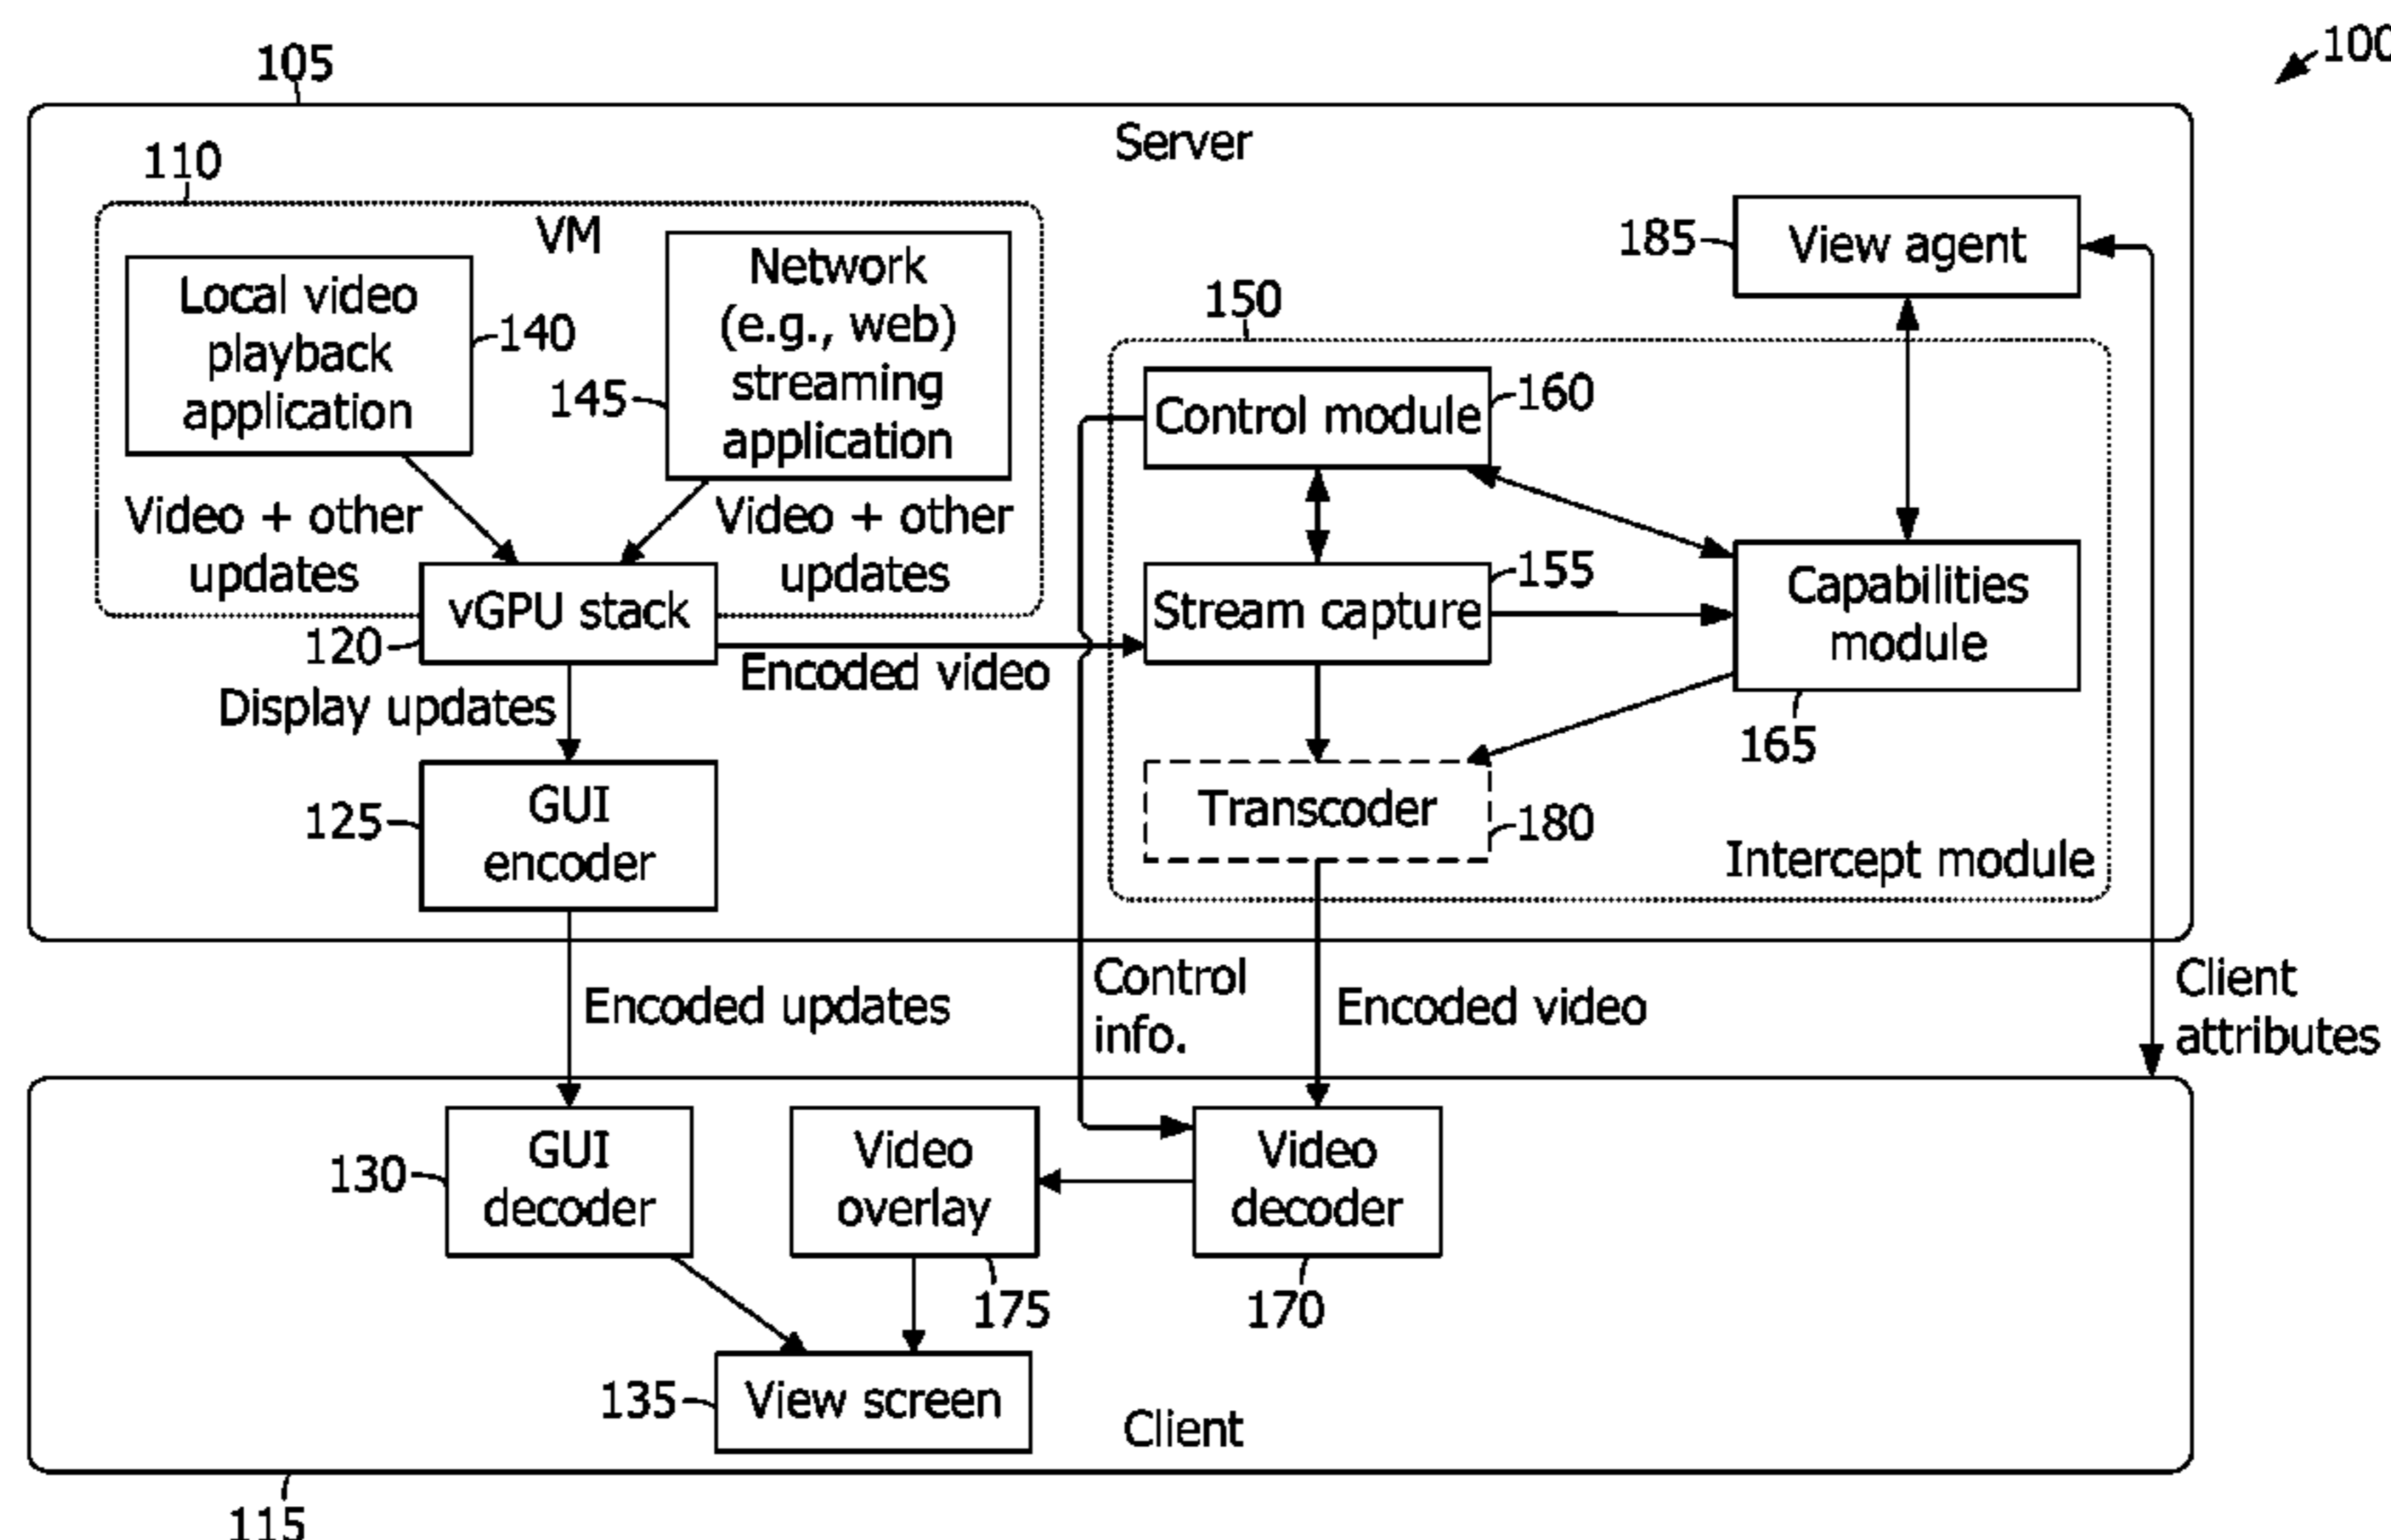 100
105
Server
110
VM
Local video
playback
application
140
Network
(e.g., web)
streaming
application
145
Video + other
updates
Video + other
updates
vGPU stack
120
Encoded video
Display updates
GUI
encoder
125
185
View agent
150
Control module
160
Stream capture
155
Capabilities
module
165
Transcoder
180
Intercept module
Encoded updates
Control
info.
Encoded video
Client
attributes
GUI
decoder
130
Video
overlay
175
Video
decoder
170
View screen
135
Client
115